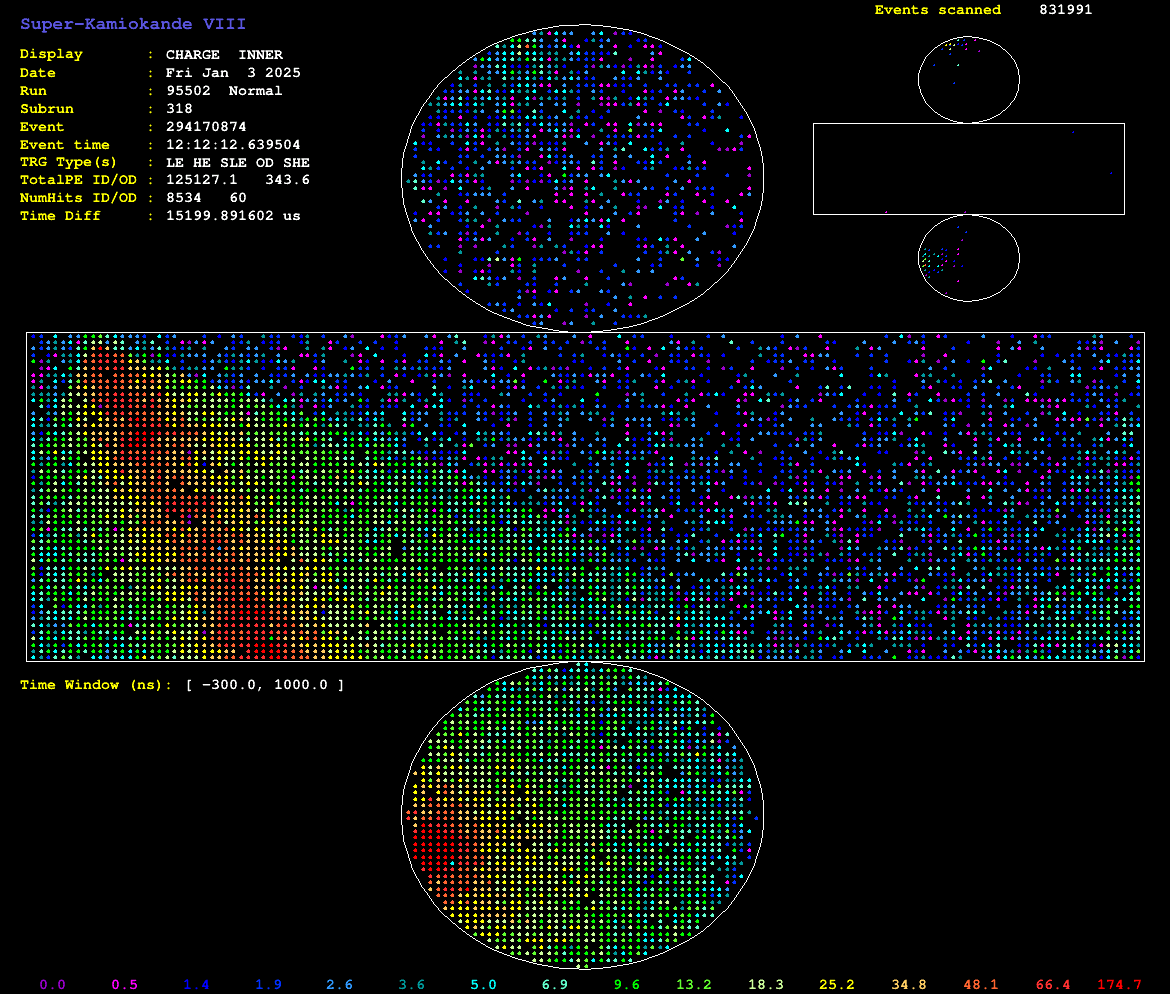 Super-Kamiokande VIII
Events scanned 831991
Display : CHARGE INNER
Date : Fri Jan 3 2025
Run : 95502 Normal
Subrun : 318
Event : 294170874
Event time : 12:12:12.639504
TRG Type(s) : LE HE SLE OD SHE
TotalPE ID/OD : 125127.1 343.6
NumHits ID/OD : 8534 60
Time Diff : 15199.891602 us
Time Window (ns): [ −300.0, 1000.0 ]
0.0 0.5 1.4 1.9 2.6 3.6 5.0 6.9 9.6 13.2 18.3 25.2 34.8 48.1 66.4 174.7